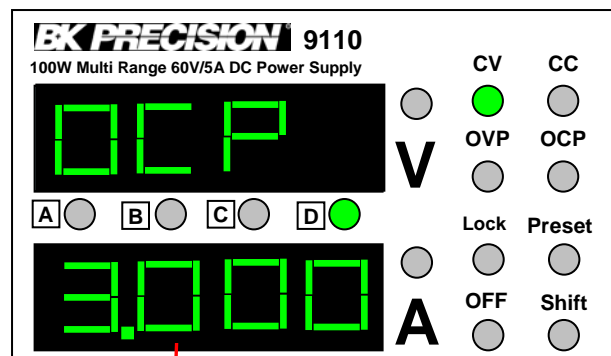 BK PRECISION® 9110
100W Multi Range 60V/5A DC Power Supply
CV CC
OCP
V
OVP OCP
A B C D
Lock Preset
3.000
A
OFF Shift